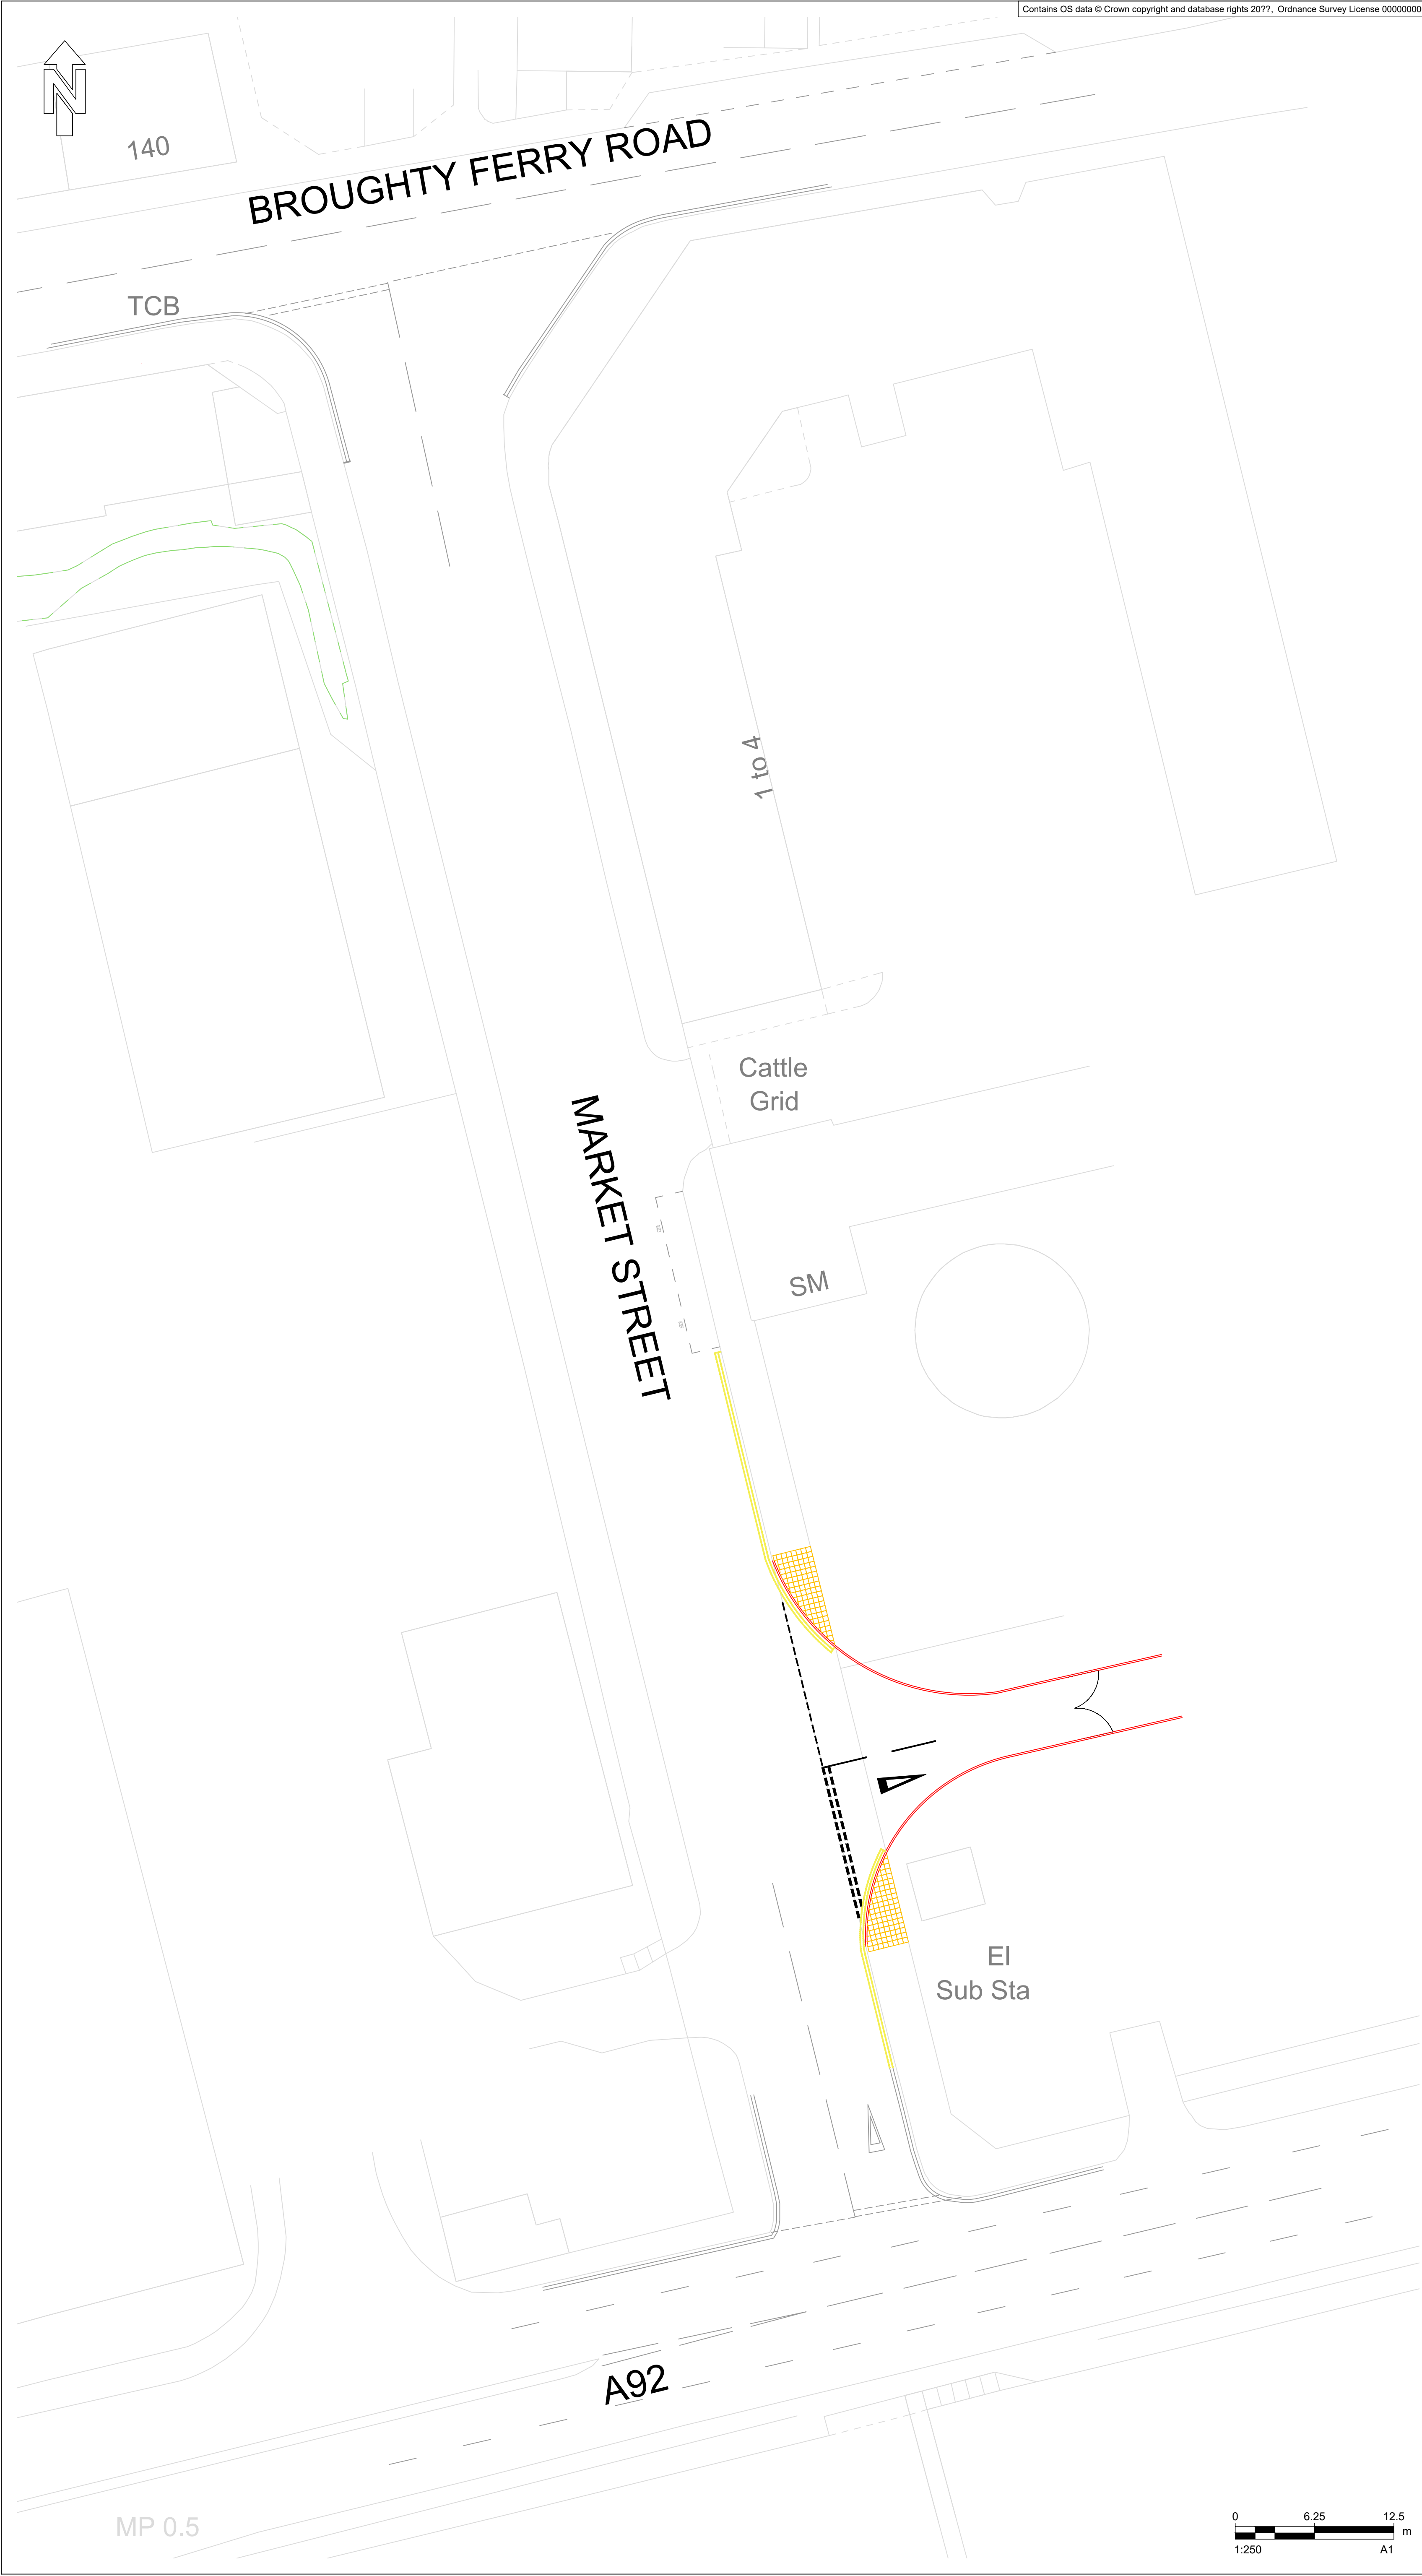 Contains OS data © Crown copyright and database rights 20??, Ordnance Survey License 00000000
N
140
BROUGHTY FERRY ROAD
TCB
1 to 4
Cattle
Grid
MARKET STREET
SM
El
Sub Sta
A92
MP 0.5
0 6.25 12.5
m
1:250 A1